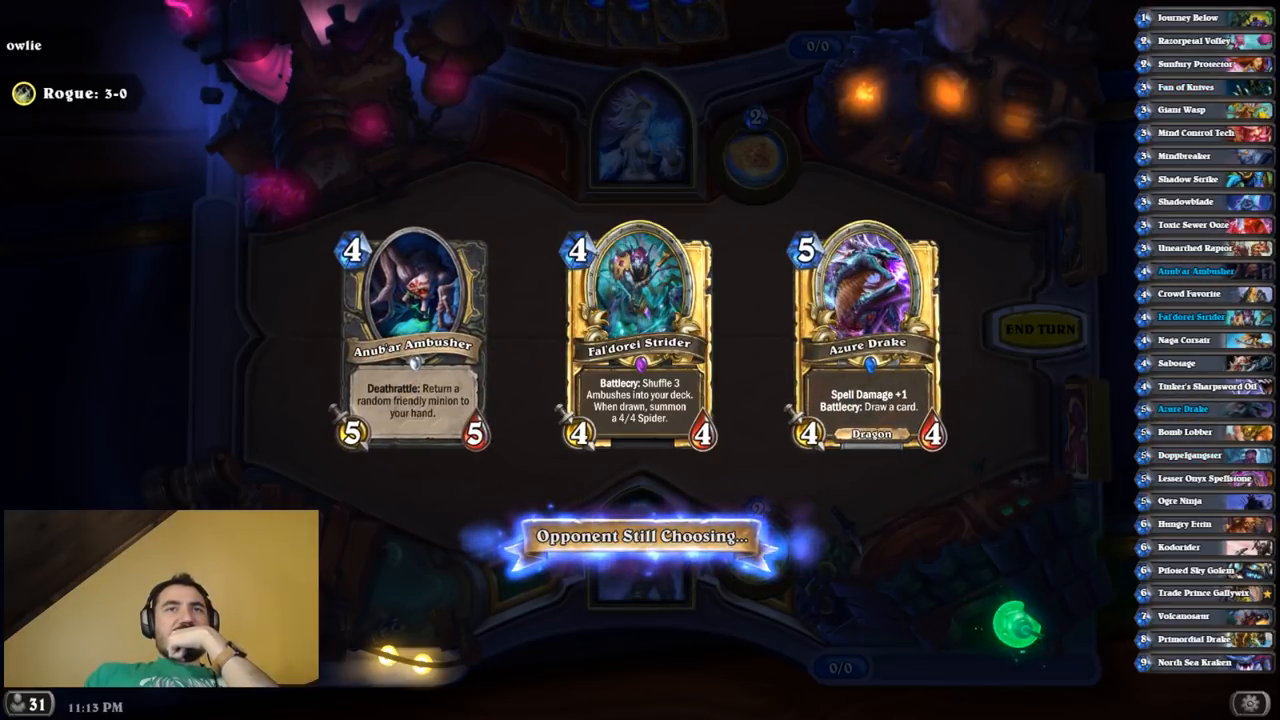 owlie
Rogue: 3-0
0/0
2
4
Anub'ar Ambusher
Deathrattle: Return a
random friendly minion to
your hand.
5
5
4
Fal'dorei Strider
Battlecry: Shuffle 3
Ambushes into your deck.
When drawn, summon
a 4/4 Spider.
4
4
5
Azure Drake
Spell Damage +1
Battlecry: Draw a card.
Dragon
4
4
END TURN
Opponent Still Choosing...
0/0
31
11:13 PM
1 Journey Below
2 Razorpetal Volley
2 Sunfury Protector
3 Fan of Knives
3 Giant Wasp
3 Mind Control Tech
3 Mindbreaker
3 Shadow Strike
3 Shadowblade
3 Toxic Sewer Ooze
3 Unearthed Raptor
4 Anub'ar Ambusher
4 Crowd Favorite
4 Fal'dorei Strider
4 Naga Corsair
4 Sabotage
4 Tinker's Sharpsword Oil
5 Azure Drake
5 Bomb Lobber
5 Doppelgangster
5 Lesser Onyx Spellstone
5 Ogre Ninja
6 Hungry Ettin
6 Kodorider
6 Piloted Sky Golem
6 Trade Prince Gallywix
7 Volcanosaur
8 Primordial Drake
9 North Sea Kraken